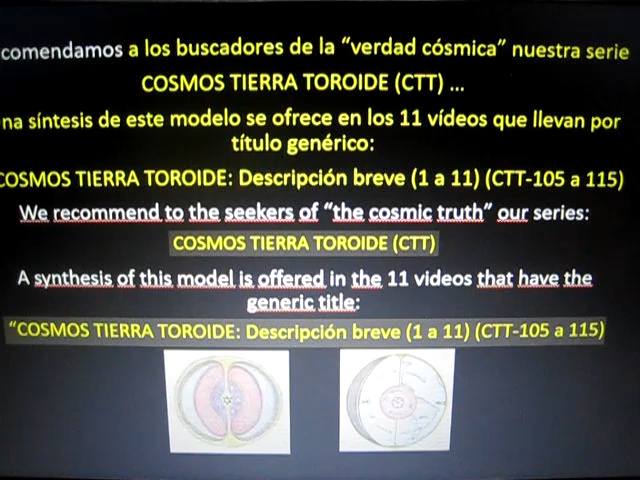 comendamos a los buscadores de la “verdad cósmica” nuestra serie
COSMOS TIERRA TOROIDE (CTT) ...
na síntesis de este modelo se ofrece en los 11 vídeos que llevan por
título genérico:
COSMOS TIERRA TOROIDE: Descripción breve (1 a 11) (CTT-105 a 115)
We recommend to the seekers of “the cosmic truth” our series:
COSMOS TIERRA TOROIDE (CTT)
A synthesis of this model is offered in the 11 videos that have the
generic title:
“COSMOS TIERRA TOROIDE: Descripción breve (1 a 11) (CTT-105 a 115)